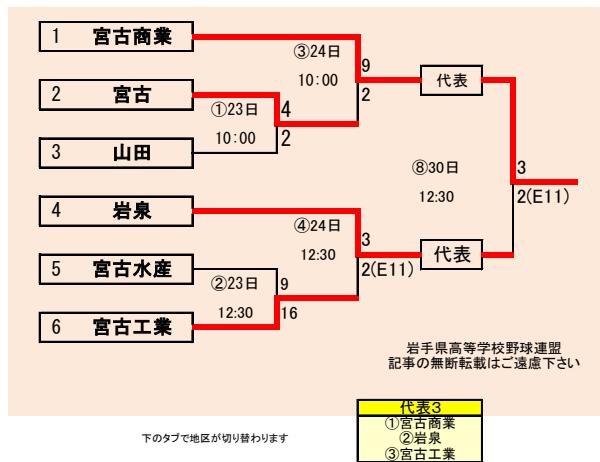 1 宮古商業
③24日
9
10:00
代表
2 宮古
2
①23日
4
10:00
2
3 山田
⑧30日
3
12:30
2(E11)
4 岩泉
④24日
3
12:30
代表
2(E11)
5 宮古水産
②23日
9
12:30
16
6 宮古工業
岩手県高等学校野球連盟
記事の無断転載はご遠慮下さい
代表3
①宮古商業
②岩泉
③宮古工業
下のタブで地区が切り替わります